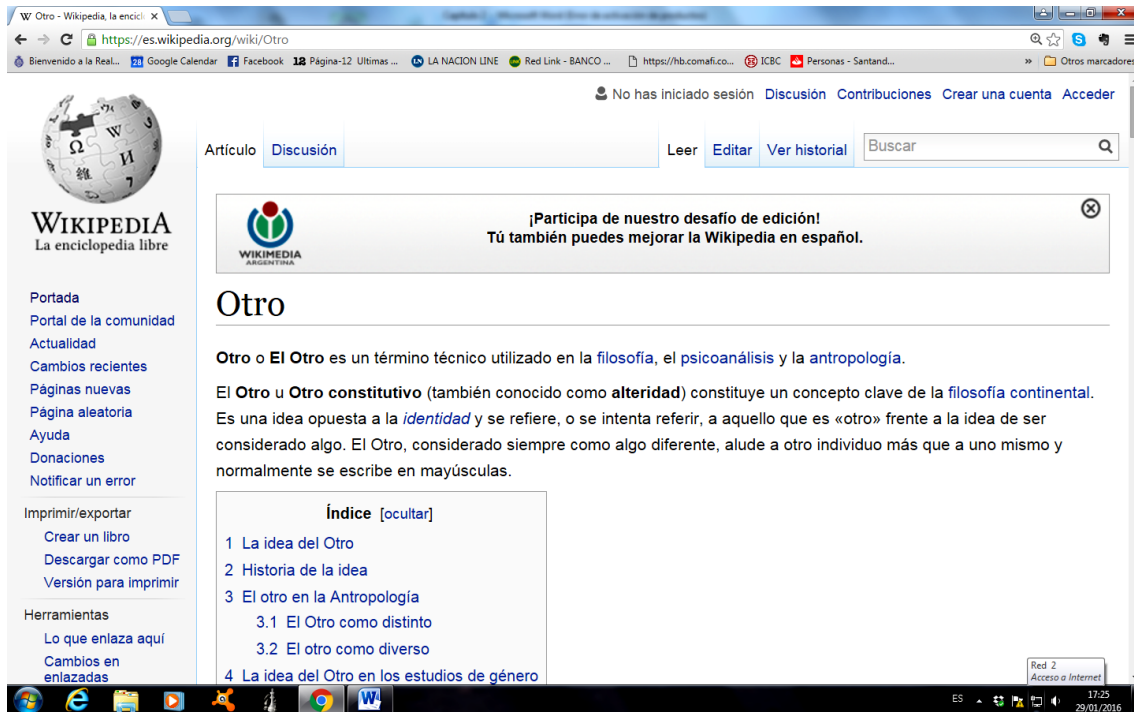 Otro - Wikipedia, la encicl
https://es.wikipedia.org/wiki/Otro
Bienvenido a la Real... 28 Google Calendar Facebook 12 Página-12 Ultimas ... LN LA NACION LINE Red Link - BANCO ... https://hb.comafi.co... ICBC Personas - Santand... » Otros marcadores
No has iniciado sesión Discusión Contribuciones Crear una cuenta Acceder
Artículo Discusión Leer Editar Ver historial Buscar
WIKIPEDIA
La enciclopedia libre
WIKIMEDIA
ARGENTINA
¡Participa de nuestro desafío de edición!
Tú también puedes mejorar la Wikipedia en español.
Portada
Portal de la comunidad
Actualidad
Cambios recientes
Páginas nuevas
Página aleatoria
Ayuda
Donaciones
Notificar un error
Imprimir/exportar
Crear un libro
Descargar como PDF
Versión para imprimir
Herramientas
Lo que enlaza aquí
Cambios en
enlazadas
Otro
Otro o El Otro es un término técnico utilizado en la filosofía, el psicoanálisis y la antropología.
El Otro u Otro constitutivo (también conocido como alteridad) constituye un concepto clave de la filosofía continental.
Es una idea opuesta a la identidad y se refiere, o se intenta referir, a aquello que es «otro» frente a la idea de ser
considerado algo. El Otro, considerado siempre como algo diferente, alude a otro individuo más que a uno mismo y
normalmente se escribe en mayúsculas.
Índice [ocultar]
1 La idea del Otro
2 Historia de la idea
3 El otro en la Antropología
3.1 El Otro como distinto
3.2 El otro como diverso
4 La idea del Otro en los estudios de género
Red 2
Acceso a Internet
ES 17:25
29/01/2016